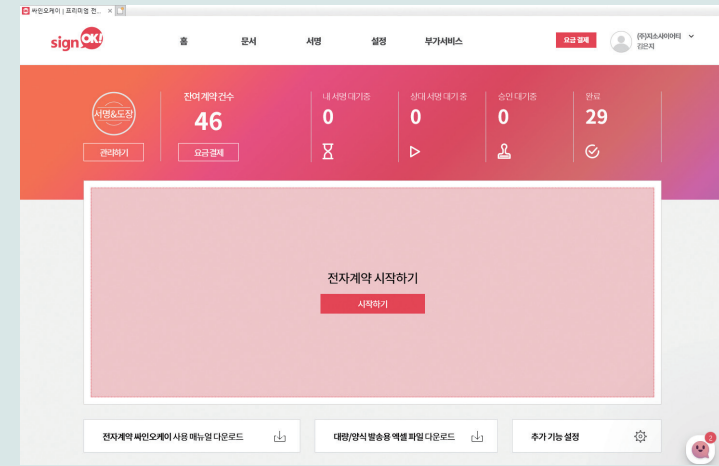 싸인오케이 | 프리미엄 전...
sign OK!
홈 문서 서명 설정 부가서비스
요금 결제
(주)지소사이어티
김은지
서명&도장
관리하기
잔여계약건수
46
요금결제
내 서명 대기중
0
상대 서명 대기 중
0
승인 대기중
0
완료
29
전자계약 시작하기
시작하기
전자계약 싸인오케이 사용 매뉴얼 다운로드
대량/양식 발송용 엑셀 파일 다운로드
추가 기능 설정
2